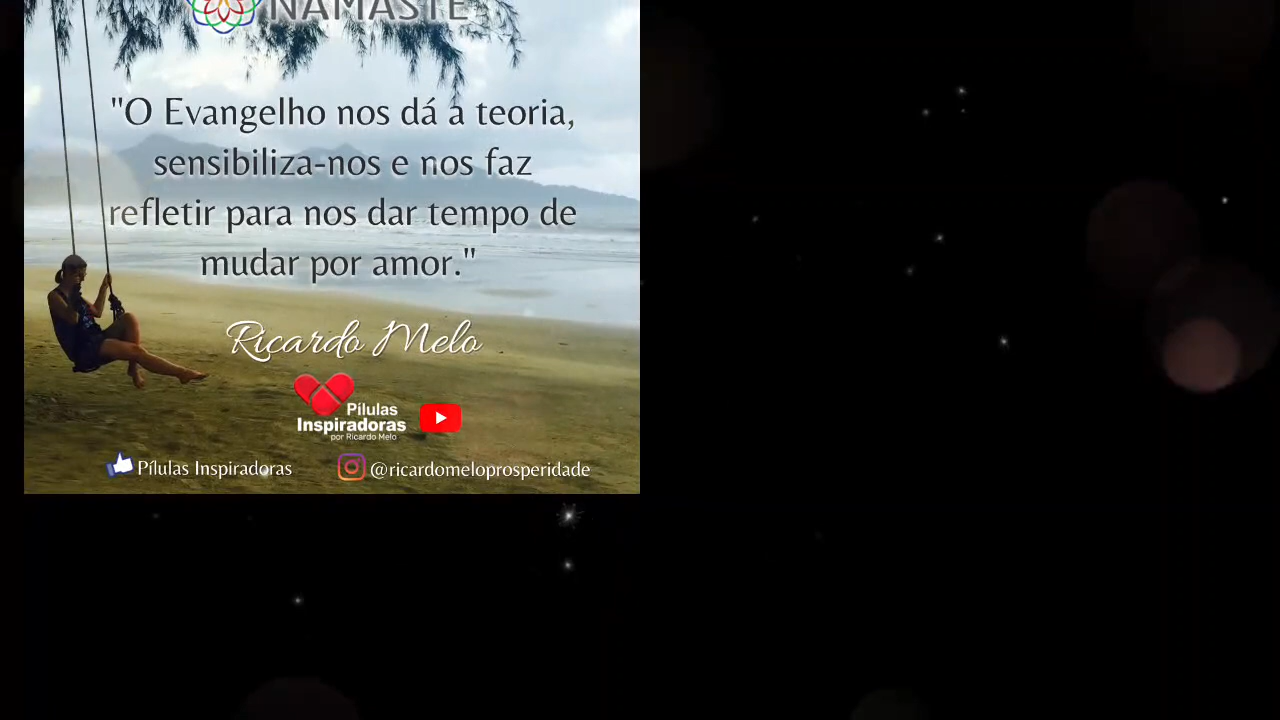 NAMASTÊ
"O Evangelho nos dá a teoria,
sensibiliza-nos e nos faz
refletir para nos dar tempo de
mudar por amor."
Ricardo Melo
Pílulas
Inspiradoras
por Ricardo Melo
Pílulas Inspiradoras
@ricardomeloprosperidade